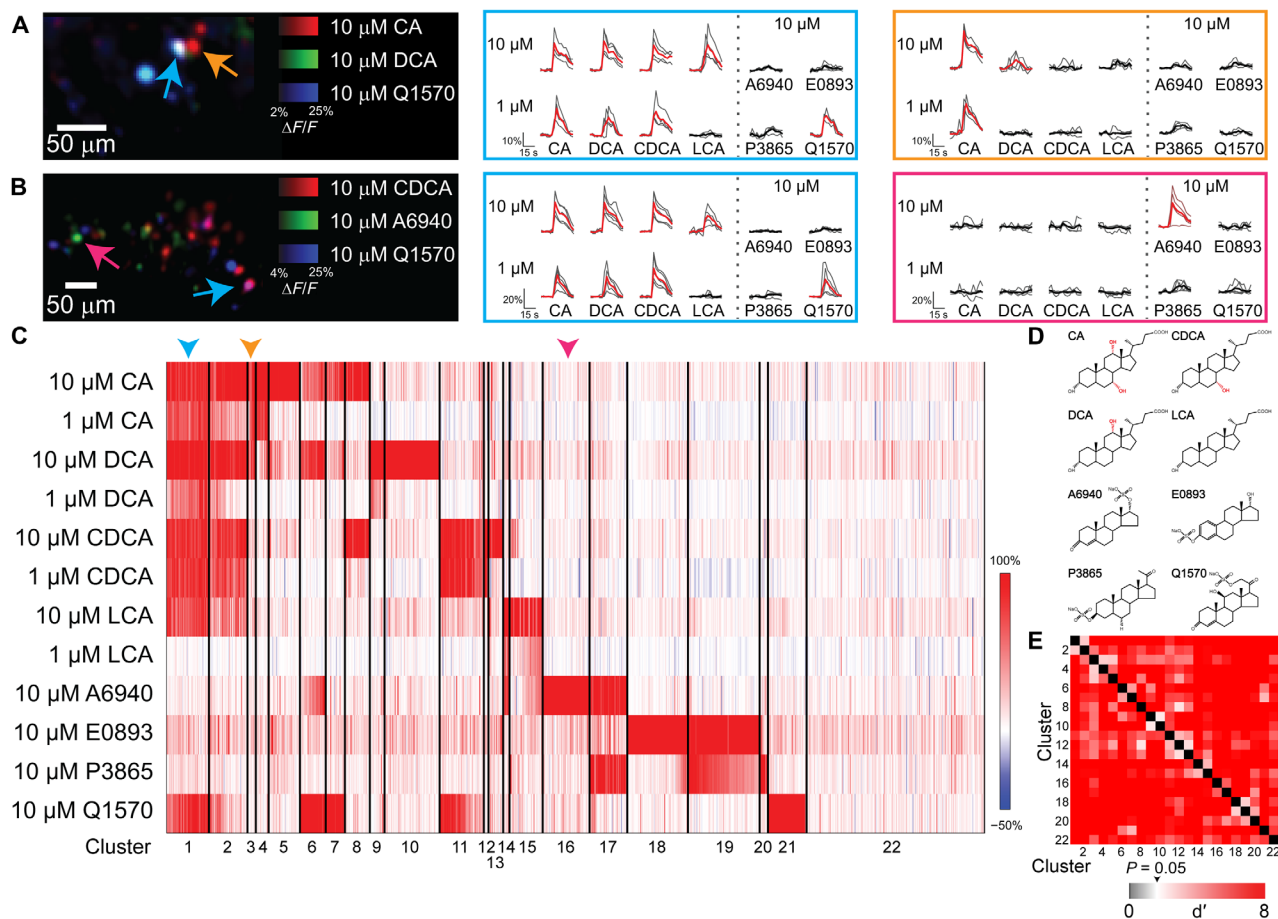 A
10 μM CA
10 μM DCA
10 μM Q1570
2% 25%
ΔF/F
50 μm
10 μM
10 μM
A6940 E0893
1 μM
10%
15 s
CA DCA CDCA LCA P3865 Q1570
10 μM
10 μM
A6940 E0893
1 μM
10%
15 s
CA DCA CDCA LCA P3865 Q1570
B
10 μM CDCA
10 μM A6940
10 μM Q1570
4% 25%
ΔF/F
50 μm
10 μM
10 μM
A6940 E0893
1 μM
20%
15 s
CA DCA CDCA LCA P3865 Q1570
10 μM
10 μM
A6940 E0893
1 μM
20%
15 s
CA DCA CDCA LCA P3865 Q1570
C
10 μM CA
1 μM CA
10 μM DCA
1 μM DCA
10 μM CDCA
1 μM CDCA
10 μM LCA
1 μM LCA
10 μM A6940
10 μM E0893
10 μM P3865
10 μM Q1570
Cluster 1 2 3 4 5 6 7 8 9 10 11 12 13 14 15 16 17 18 19 20 21 22
100%
−50%
D
CA CDCA
DCA LCA
A6940 E0893
P3865 Q1570
E
Cluster
2
4
6
8
10
12
14
16
18
20
22
2 4 6 8 10 12 14 16 18 20 22
Cluster
P = 0.05
0 d′ 8